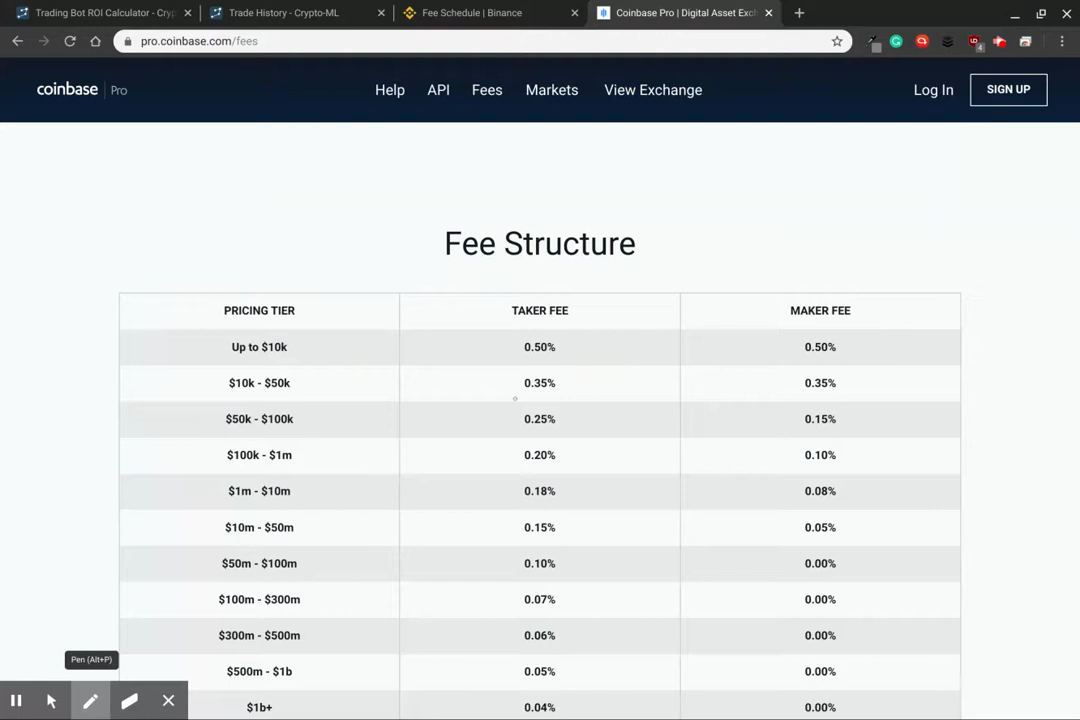 Trading Bot ROI Calculator - Cryp
Trade History - Crypto-ML
Fee Schedule | Binance
Coinbase Pro | Digital Asset Exch
pro.coinbase.com/fees
4
coinbase | Pro
Help
API
Fees
Markets
View Exchange
Log In
SIGN UP
Fee Structure
PRICING TIER TAKER FEE MAKER FEE
Up to $10k 0.50% 0.50%
$10k - $50k 0.35% 0.35%
$50k - $100k 0.25% 0.15%
$100k - $1m 0.20% 0.10%
$1m - $10m 0.18% 0.08%
$10m - $50m 0.15% 0.05%
$50m - $100m 0.10% 0.00%
$100m - $300m 0.07% 0.00%
$300m - $500m 0.06% 0.00%
$500m - $1b 0.05% 0.00%
$1b+ 0.04% 0.00%
Pen (Alt+P)